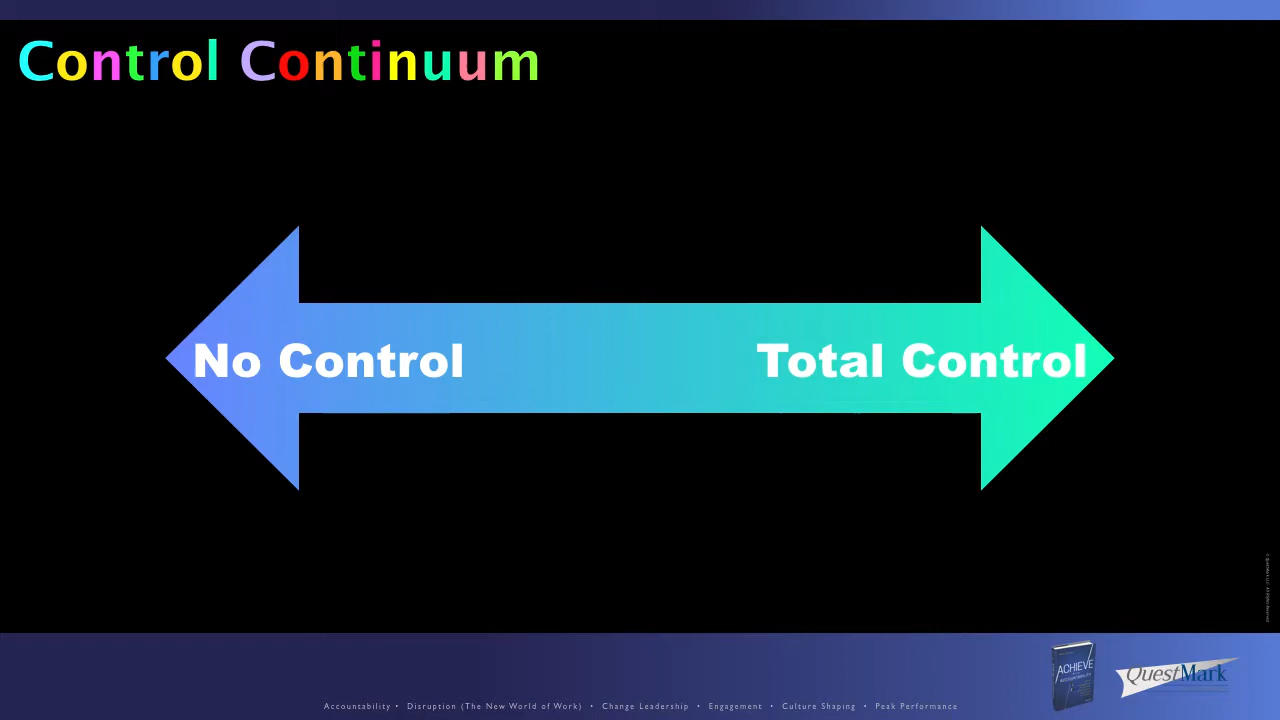 Control Continuum
No Control
Total Control
ACHIEVE
ACCOUNTABILITY
QuestMark
Accountability • Disruption (The New World of Work) • Change Leadership • Engagement • Culture Shaping • Peak Performance